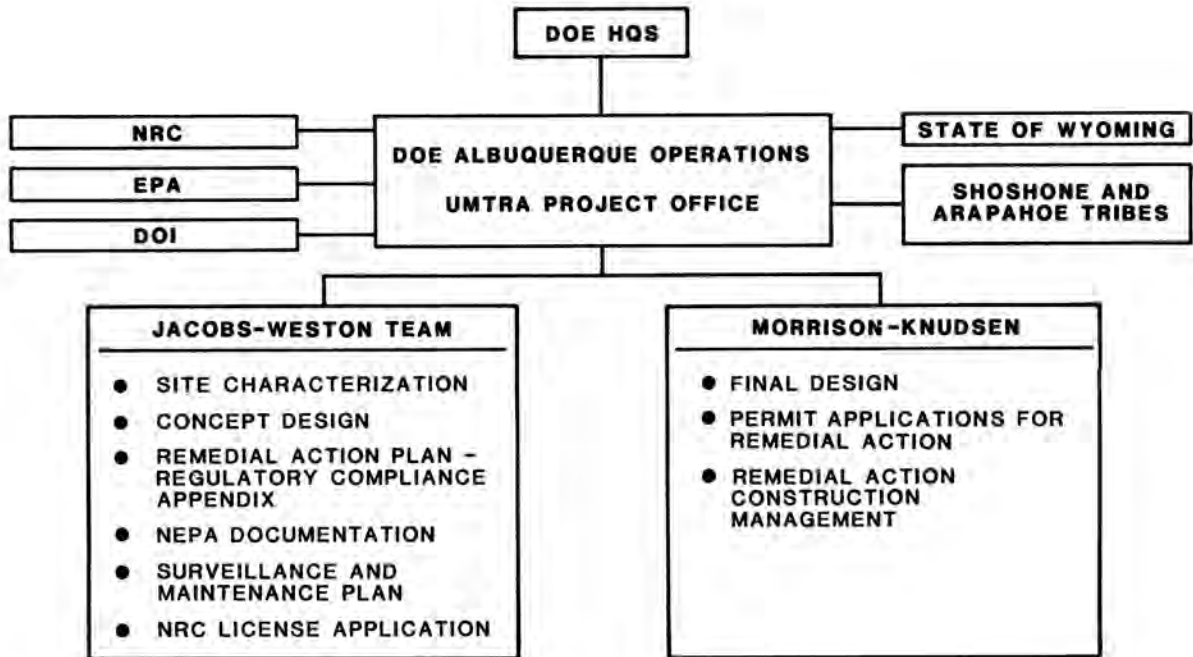 DOE HQS
NRC
EPA
DOI
DOE ALBUQUERQUE OPERATIONS
UMTRA PROJECT OFFICE
STATE OF WYOMING
SHOSHONE AND
ARAPAHOE TRIBES
JACOBS-WESTON TEAM
● SITE CHARACTERIZATION
● CONCEPT DESIGN
● REMEDIAL ACTION PLAN -
REGULATORY COMPLIANCE
APPENDIX
● NEPA DOCUMENTATION
● SURVEILLANCE AND
MAINTENANCE PLAN
● NRC LICENSE APPLICATION
MORRISON-KNUDSEN
● FINAL DESIGN
● PERMIT APPLICATIONS FOR
REMEDIAL ACTION
● REMEDIAL ACTION
CONSTRUCTION
MANAGEMENT